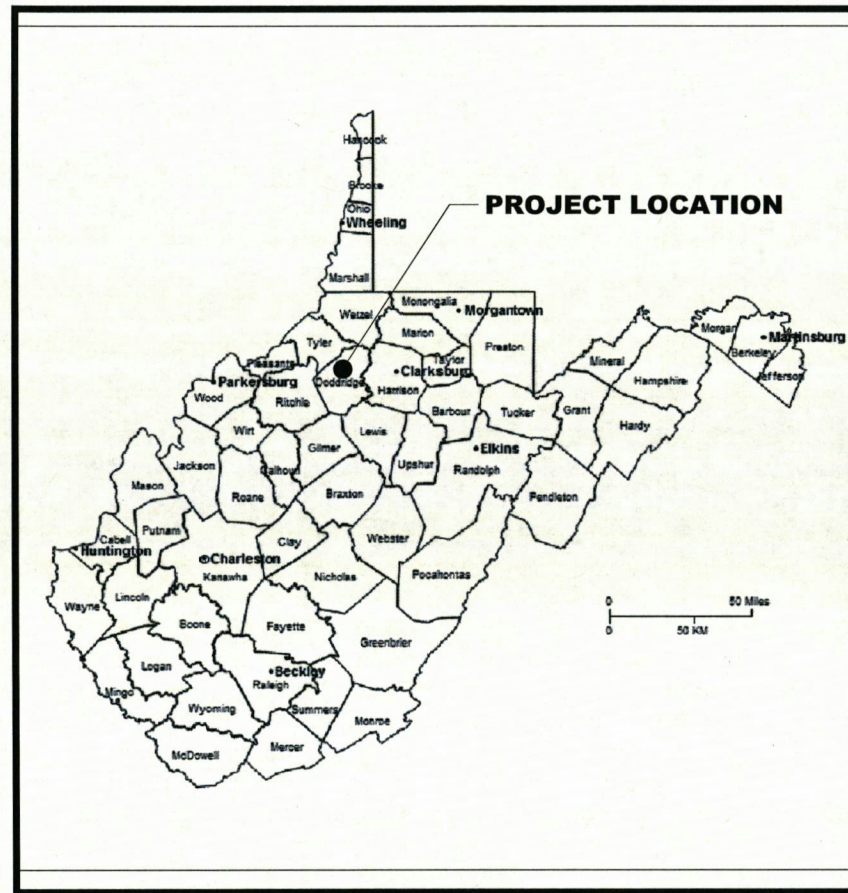 Hancock
Brooke
Ohio
Wheeling
PROJECT LOCATION
Marshall
Wetzel
Monongalia
Morgantown
Marion
Tyler
Preston
Morgan
Martinsburg
Berkeley
Jefferson
Mineral
Hampshire
Pleasants
Taylor
Clarksburg
Doddridge
Harrison
Parkersburg
Wood
Ritchie
Barbour
Tucker
Grant
Hardy
Wirt
Gilmer
Lewis
Upshur
Elkins
Randolph
Jackson
Calhoun
Roane
Braxton
Pendleton
Mason
Putnam
Clay
Webster
Cabell
Huntington
Charleston
Kanawha
Nicholas
Pocahontas
Wayne
Lincoln
Boone
Fayette
Greenbrier
0 50 Miles
0 50 KM
Logan
Beckley
Raleigh
Mingo
Wyoming
Summers
Monroe
McDowell
Mercer